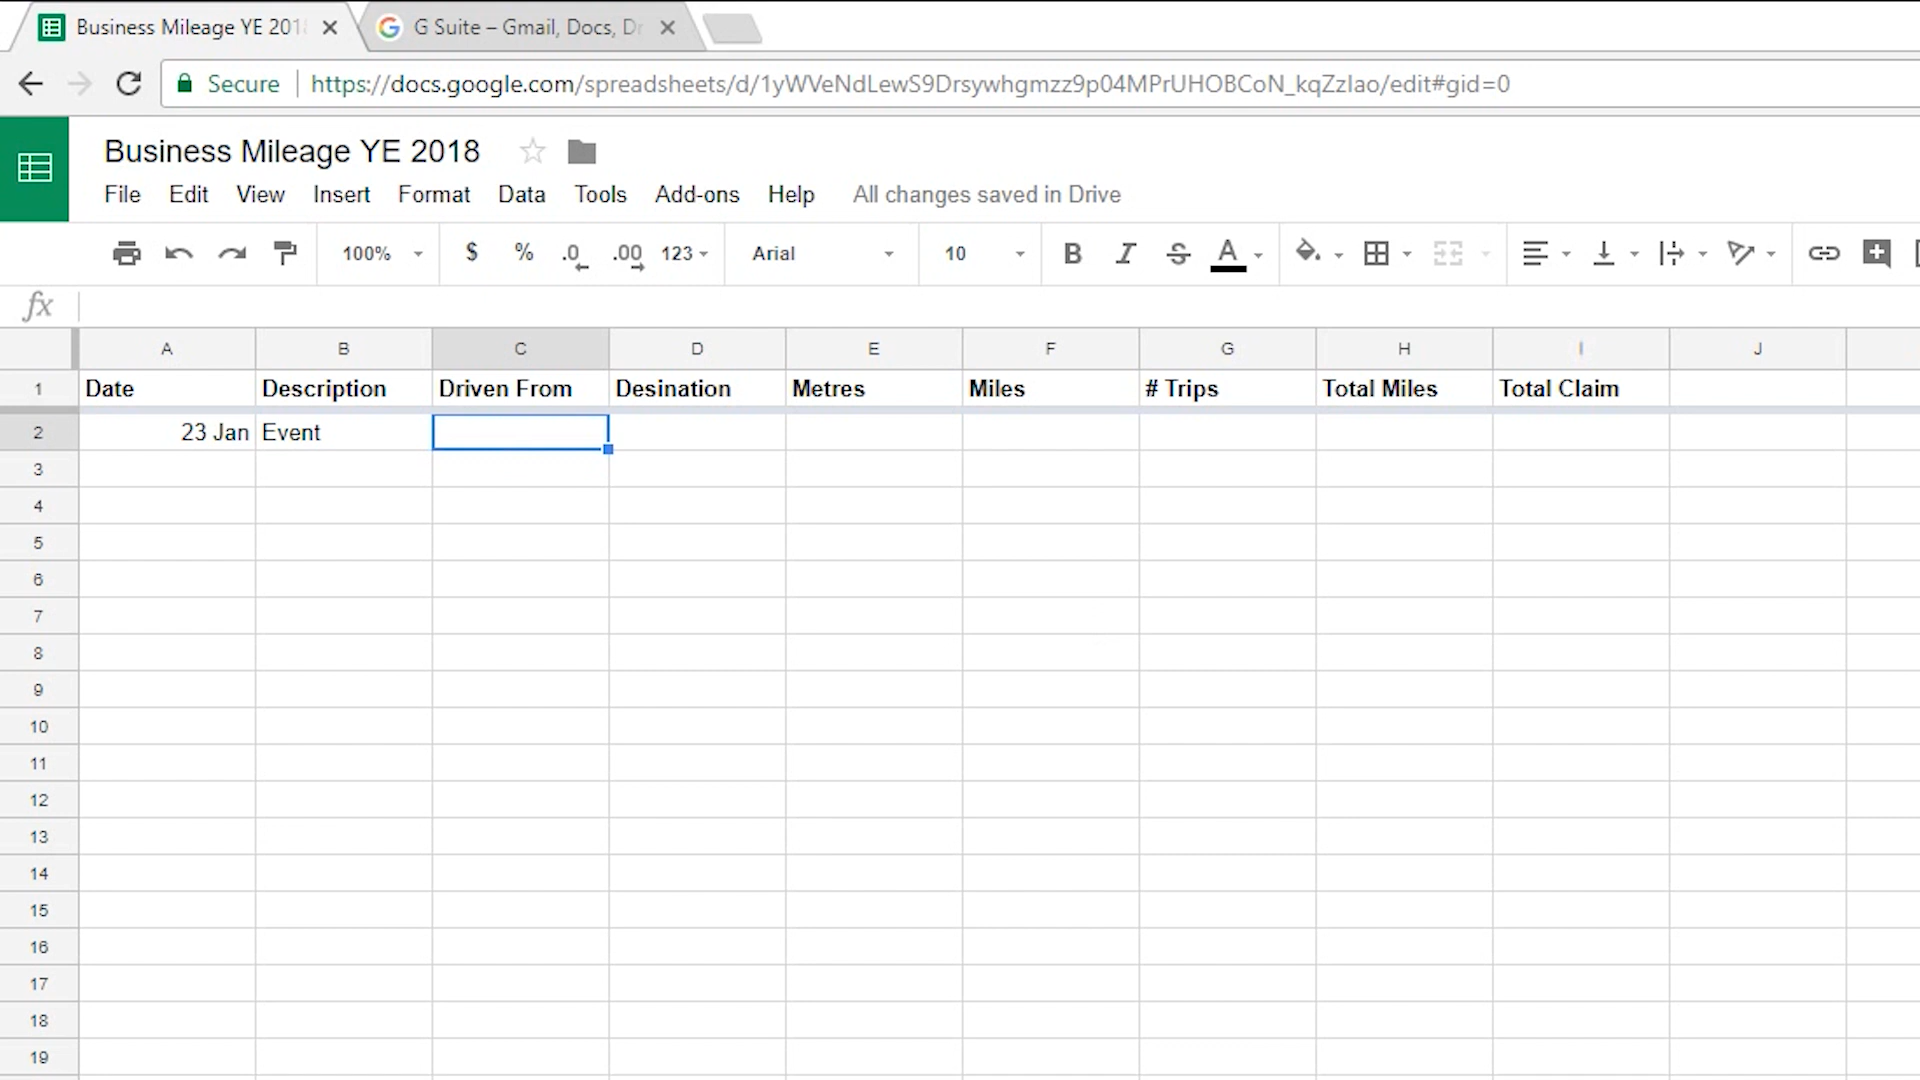 Business Mileage YE 201
G Suite – Gmail, Docs, Dr
Secure
https://docs.google.com/spreadsheets/d/1yWVeNdLewS9Drsywhgmzz9p04MPrUHOBCoN_kqZzIao/edit#gid=0
Business Mileage YE 2018
File Edit View Insert Format Data Tools Add-ons Help All changes saved in Drive
100% $ % .0 .00 123 Arial 10 B I S A
fx
A B C D E F G H I J
1 Date Description Driven From Desination Metres Miles # Trips Total Miles Total Claim
2 23 Jan Event
3
4
5
6
7
8
9
10
11
12
13
14
15
16
17
18
19